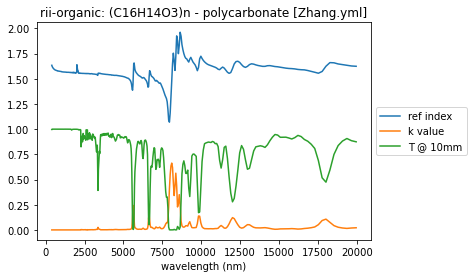 rii-organic: (C16H14O3)n - polycarbonate [Zhang.yml]
2.00
1.75
1.50
1.25
1.00
0.75
0.50
0.25
0.00
0 2500 5000 7500 10000 12500 15000 17500 20000
wavelength (nm)
ref index
k value
T @ 10mm